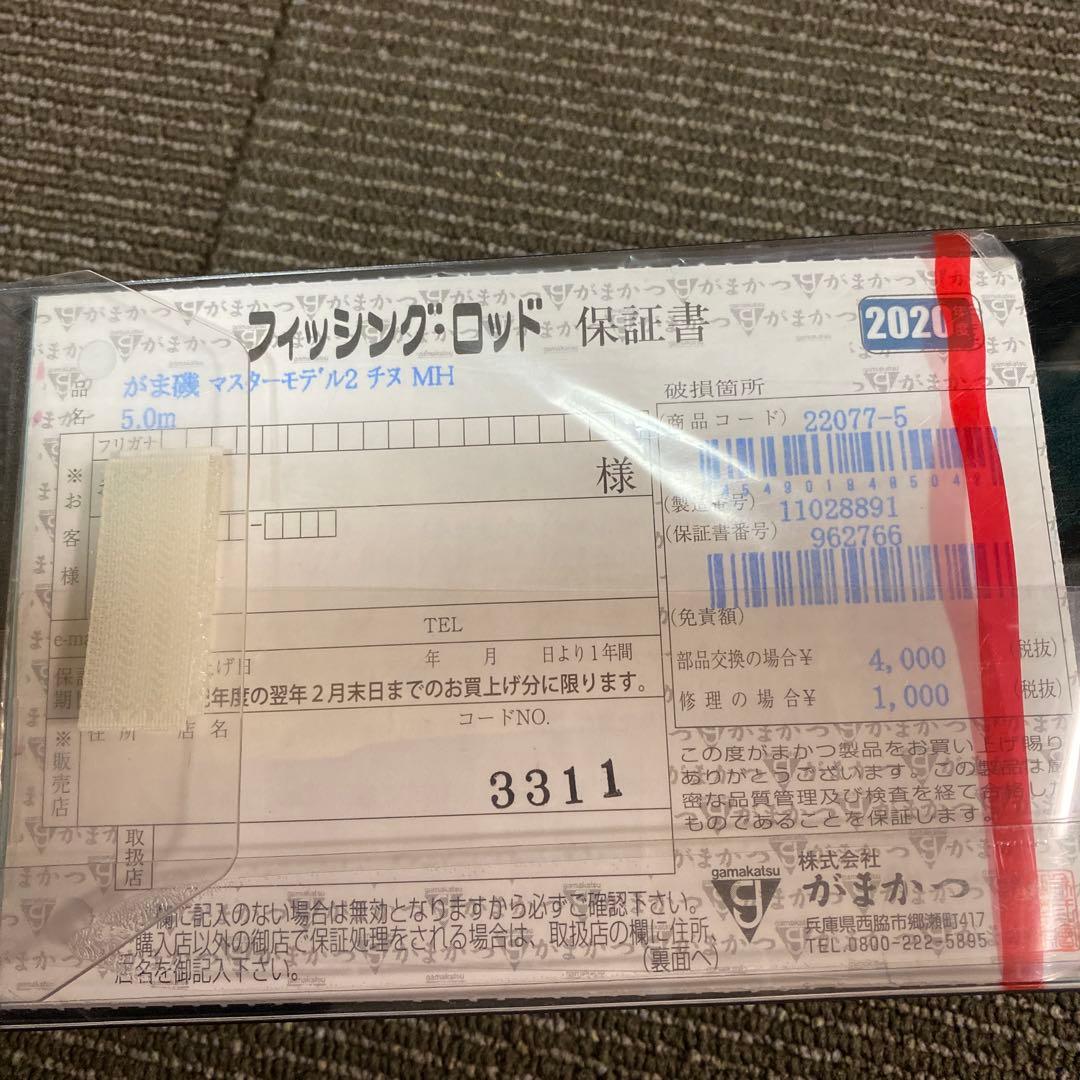 フィッシング・ロッド 保証書
2020年度
品名
がま磯 マスターモデル2 チヌ MH
5.0m
フリガナ
※お客様
様
TEL
年 月 日より1年間
年度の翌年2月末日までのお買上げ分に限ります。
※販売店
住所 店名
コードNO.
3311
取扱店
欄に記入のない場合は無効となりますから必ずご確認下さい。
購入店以外の御店で保証処理をされる場合は、取扱店の欄に住所、
店名を御記入下さい。
(裏面へ)
破損箇所
(商品コード) 22077-5
(製造番号) 11028891
(保証書番号) 962766
(免責額)
部品交換の場合¥ 4,000 (税抜)
修理の場合¥ 1,000 (税抜)
この度がまかつ製品をお買い上げ賜り
ありがとうございます。この製品は厳
密な品質管理及び検査を経て合格した
ものであることを保証します。
gamakatsu
株式会社
がまかつ
兵庫県西脇市郷瀬町417
TEL.0800-222-5895